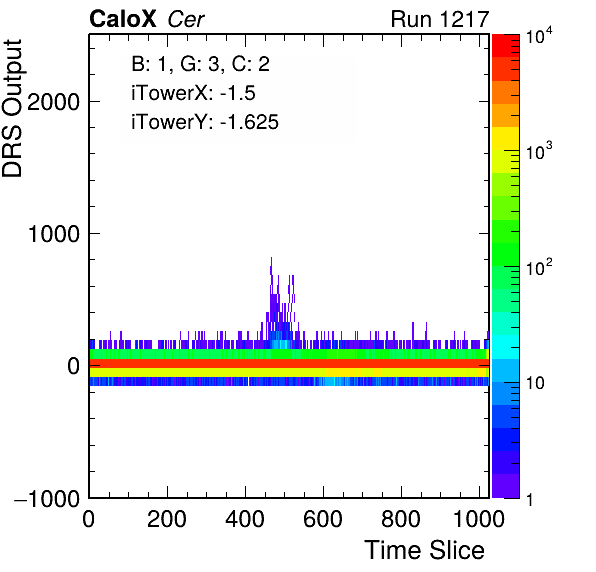 CaloX Cer Run 1217
B: 1, G: 3, C: 2
iTowerX: -1.5
iTowerY: -1.625
DRS Output
2000
1000
0
−1000
0 200 400 600 800 1000
Time Slice
10^4
10^3
10^2
10
1